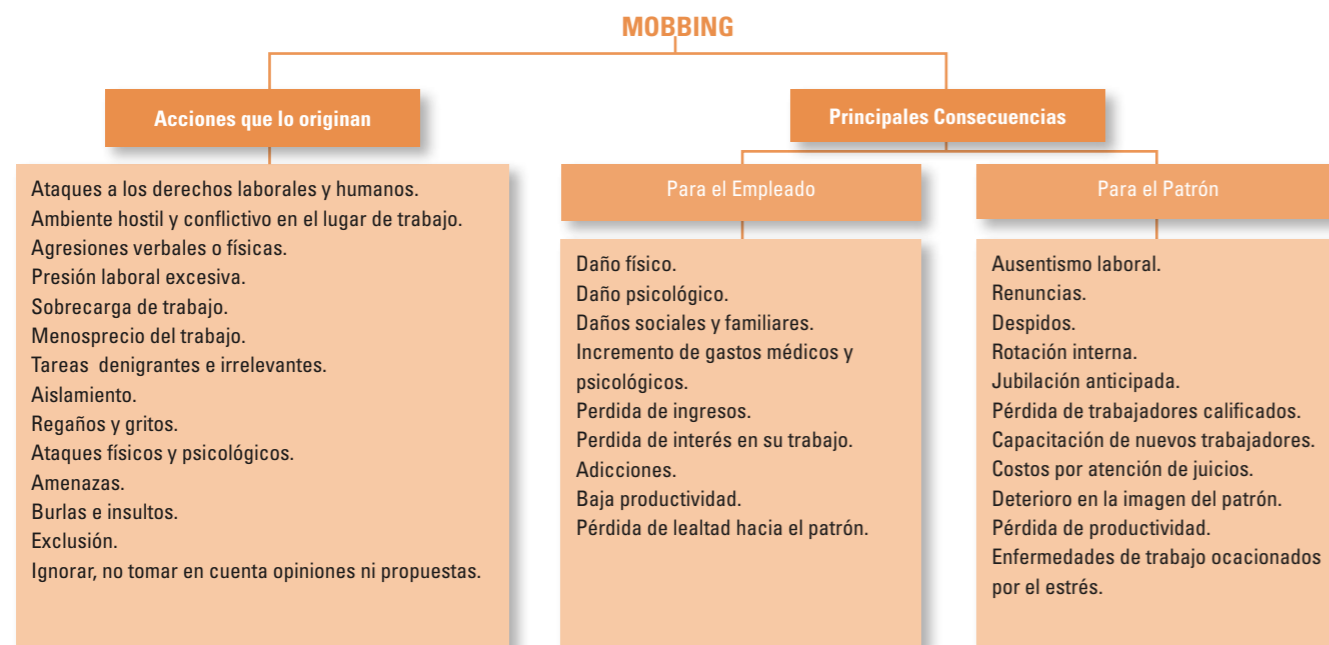 MOBBING
Acciones que lo originan
Ataques a los derechos laborales y humanos.
Ambiente hostil y conflictivo en el lugar de trabajo.
Agresiones verbales o físicas.
Presión laboral excesiva.
Sobrecarga de trabajo.
Menosprecio del trabajo.
Tareas  denigrantes e irrelevantes.
Aislamiento.
Regaños y gritos.
Ataques físicos y psicológicos.
Amenazas.
Burlas e insultos.
Exclusión.
Ignorar, no tomar en cuenta opiniones ni propuestas.
Principales Consecuencias
Para el Empleado
Daño físico.
Daño psicológico.
Daños sociales y familiares.
Incremento de gastos médicos y
psicológicos.
Perdida de ingresos.
Perdida de interés en su trabajo.
Adicciones.
Baja productividad.
Pérdida de lealtad hacia el patrón.
Para el Patrón
Ausentismo laboral.
Renuncias.
Despidos.
Rotación interna.
Jubilación anticipada.
Pérdida de trabajadores calificados.
Capacitación de nuevos trabajadores.
Costos por atención de juicios.
Deterioro en la imagen del patrón.
Pérdida de productividad.
Enfermedades de trabajo ocacionados
por el estrés.